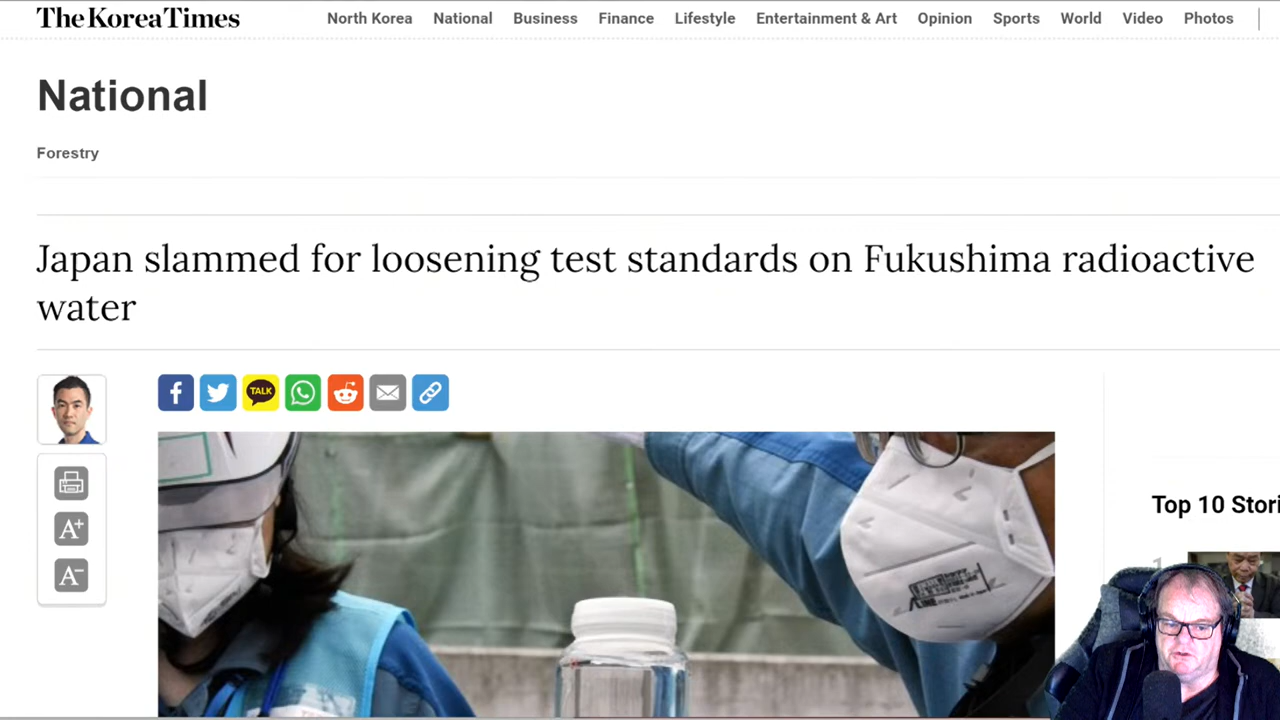 The Korea Times
North Korea National Business Finance Lifestyle Entertainment & Art Opinion Sports World Video Photos
National
Forestry
Japan slammed for loosening test standards on Fukushima radioactive
water
TALK
A+
A-
Top 10 Stori
1